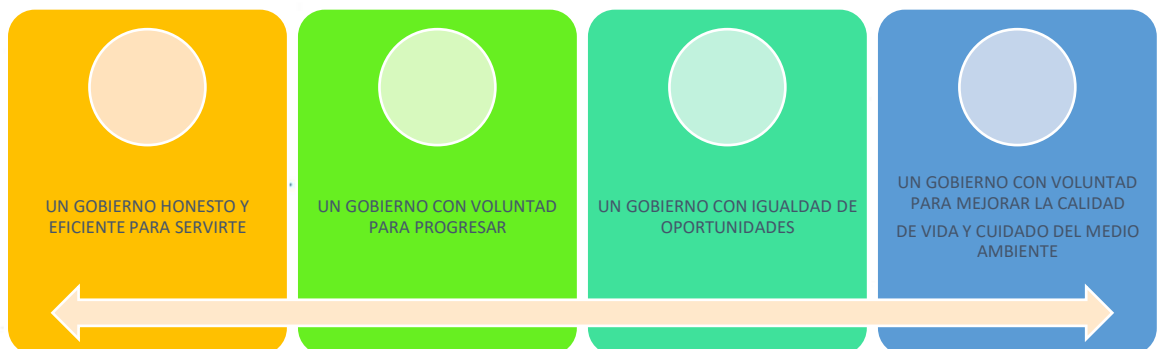 UN GOBIERNO HONESTO Y
EFICIENTE PARA SERVIRTE
UN GOBIERNO CON VOLUNTAD
PARA PROGRESAR
UN GOBIERNO CON IGUALDAD DE
OPORTUNIDADES
UN GOBIERNO CON VOLUNTAD
PARA MEJORAR LA CALIDAD
DE VIDA Y CUIDADO DEL MEDIO
AMBIENTE